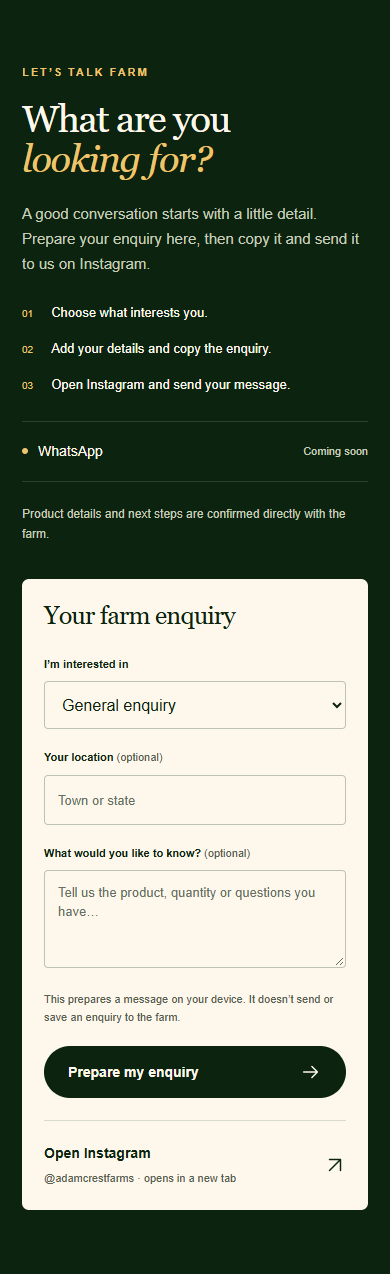 LET’S TALK FARM
What are you
looking for?
A good conversation starts with a little detail.
Prepare your enquiry here, then copy it and send it
to us on Instagram.
01 Choose what interests you.
02 Add your details and copy the enquiry.
03 Open Instagram and send your message.
WhatsApp Coming soon
Product details and next steps are confirmed directly with the
farm.
Your farm enquiry
I’m interested in
General enquiry
Your location (optional)
Town or state
What would you like to know? (optional)
Tell us the product, quantity or questions you
have…
This prepares a message on your device. It doesn’t send or
save an enquiry to the farm.
Prepare my enquiry
Open Instagram
@adamcrestfarms · opens in a new tab